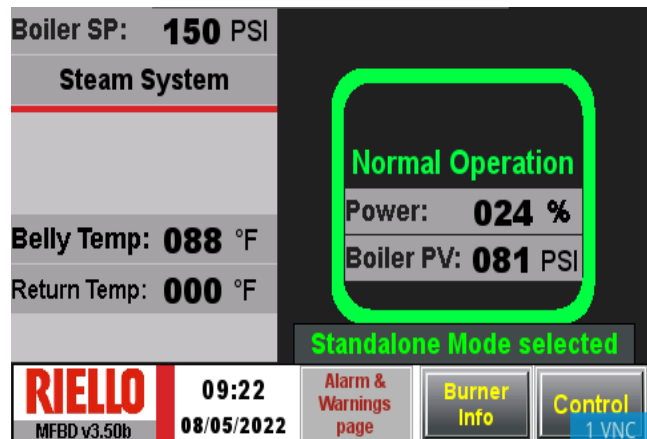 Boiler SP: 150 PSI
Steam System
Normal Operation
Power: 024 %
Boiler PV: 081 PSI
Belly Temp: 088 °F
Return Temp: 000 °F
Standalone Mode selected
RIELLO
MFBD v3.50b
09:22
08/05/2022
Alarm &
Warnings
page
Burner
Info
Control
1 VNC